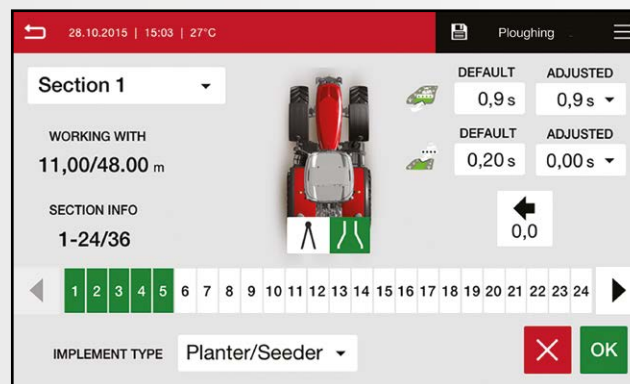 28.10.2015 | 15:03 | 27°C
Ploughing
Section 1
DEFAULT ADJUSTED
0,9 s 0,9 s
WORKING WITH
11,00/48.00 m
DEFAULT ADJUSTED
0,20 s 0,00 s
SECTION INFO
1-24/36
0,0
1 2 3 4 5 6 7 8 9 10 11 12 13 14 15 16 17 18 19 20 21 22 23 24
IMPLEMENT TYPE Planter/Seeder
OK